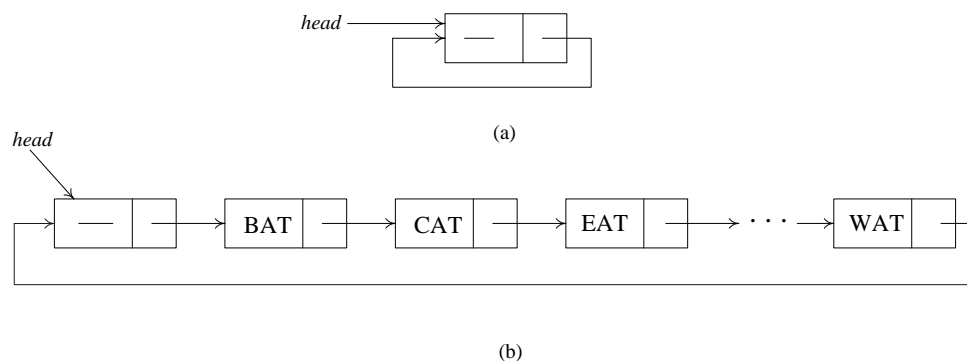 head
(a)
head
BAT CAT EAT . . . WAT
(b)